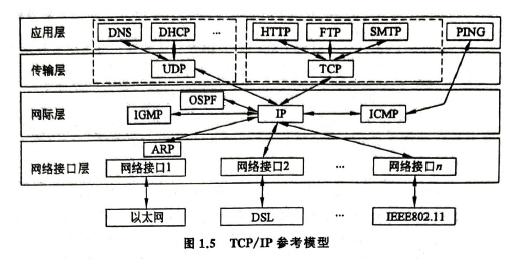 应用层 DNS DHCP … HTTP FTP SMTP PING
传输层 UDP TCP
网际层 OSPF
IGMP IP ICMP
ARP
网络接口层 网络接口1 网络接口2 … 网络接口n
以太网 DSL … IEEE802.11
图 1.5 TCP/IP 参考模型